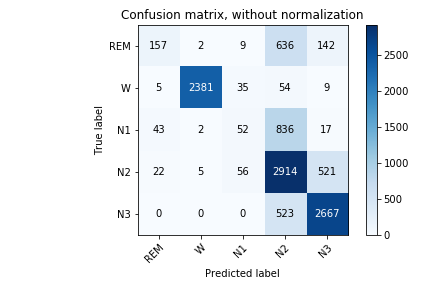 Confusion matrix, without normalization
REM 157 2 9 636 142
W 5 2381 35 54 9
N1 43 2 52 836 17
N2 22 5 56 2914 521
N3 0 0 0 523 2667
REM W N1 N2 N3
True label
Predicted label
2500
2000
1500
1000
500
0